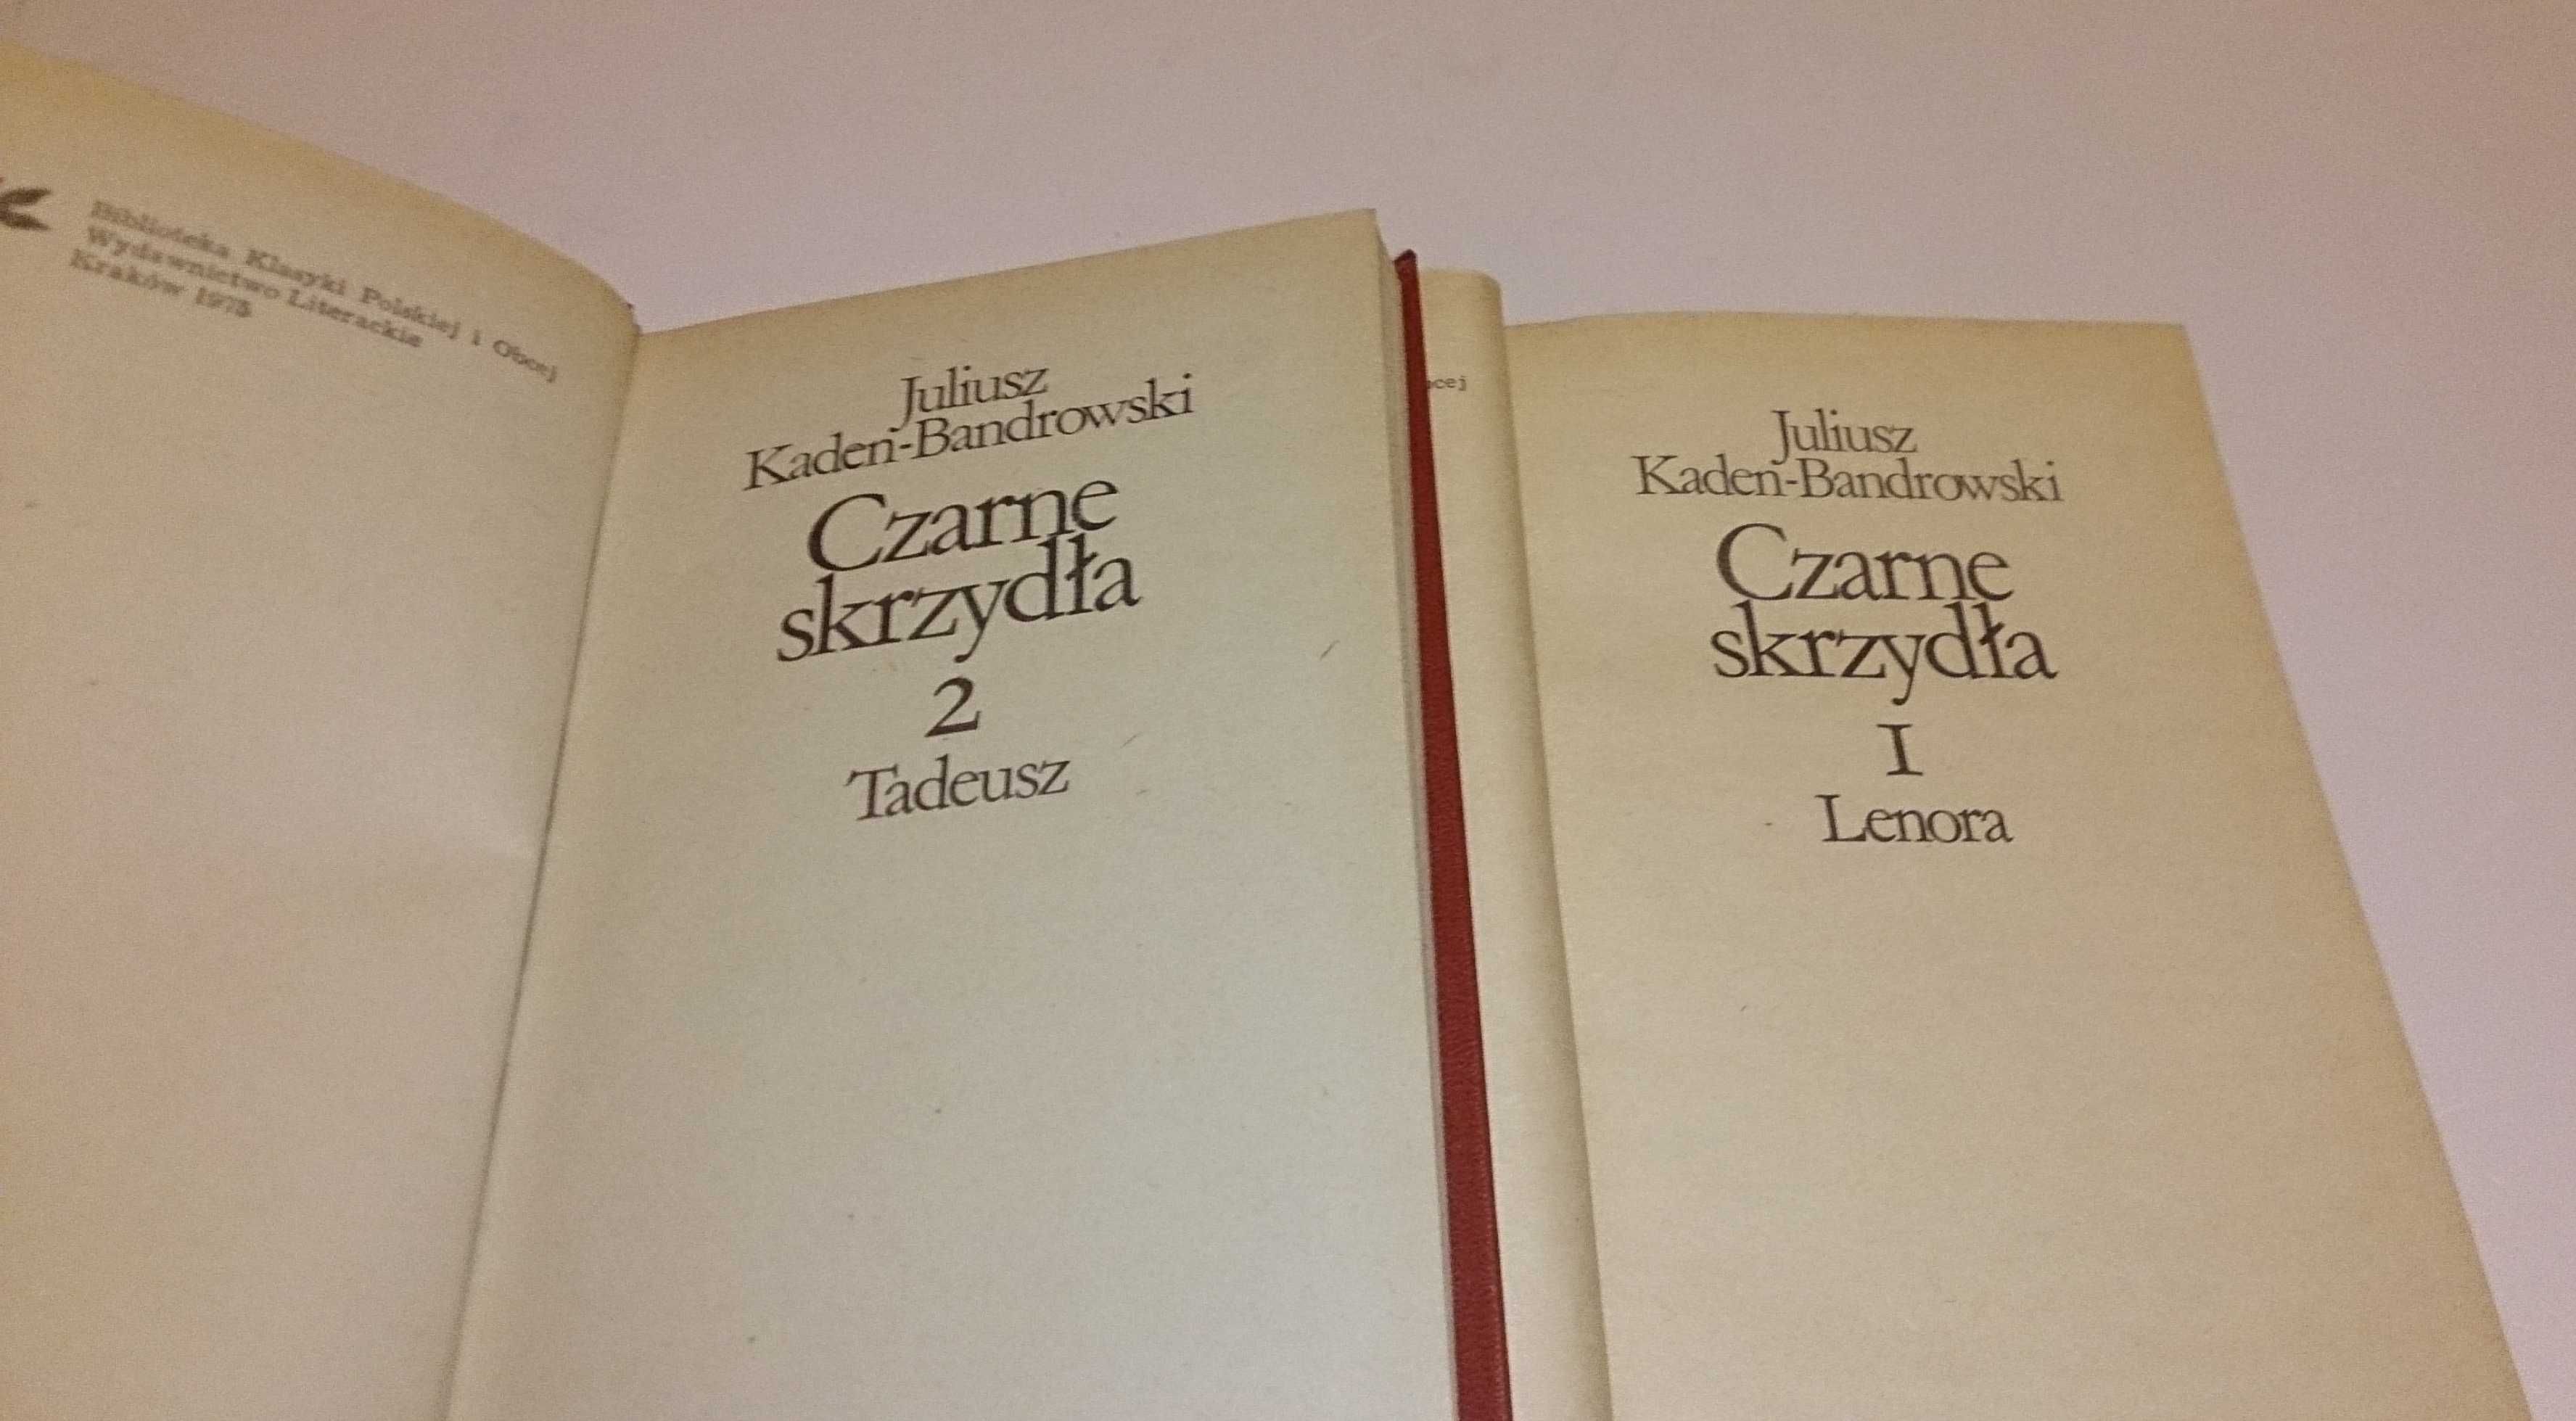 Biblioteka Klasyki Polskiej i Obcej
Wydawnictwo Literackie
Kraków 1975
Juliusz
Kaden-Bandrowski
Czarne
skrzydła
2
Tadeusz
cej
Juliusz
Kaden-Bandrowski
Czarne
skrzydła
I
Lenora